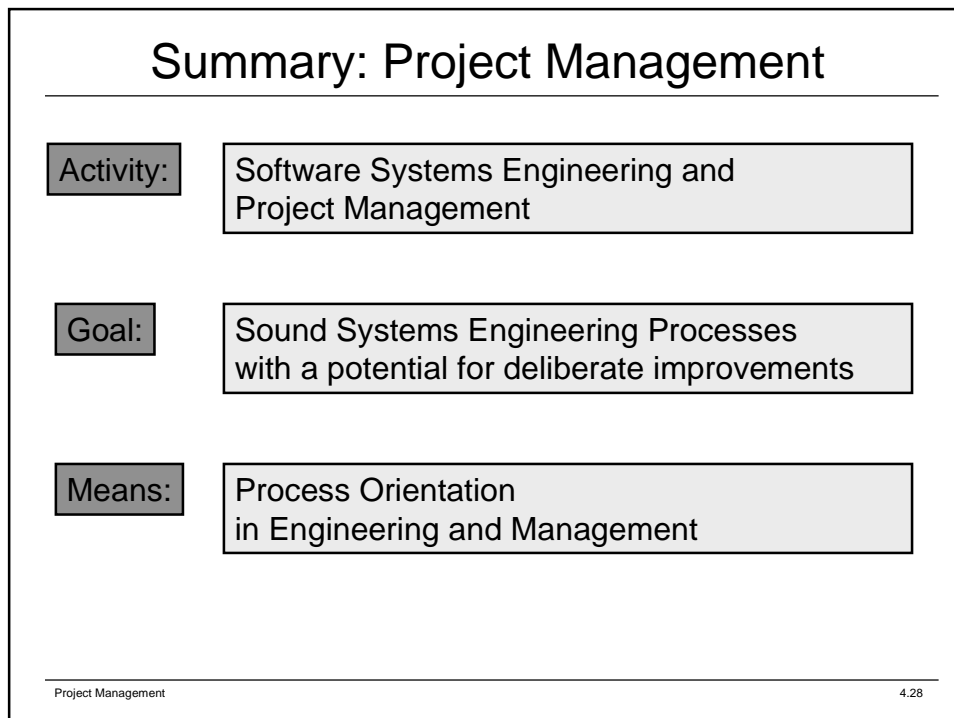 Summary: Project Management
Activity:
Software Systems Engineering and
Project Management
Goal:
Sound Systems Engineering Processes
with a potential for deliberate improvements
Means:
Process Orientation
in Engineering and Management
Project Management
4.28